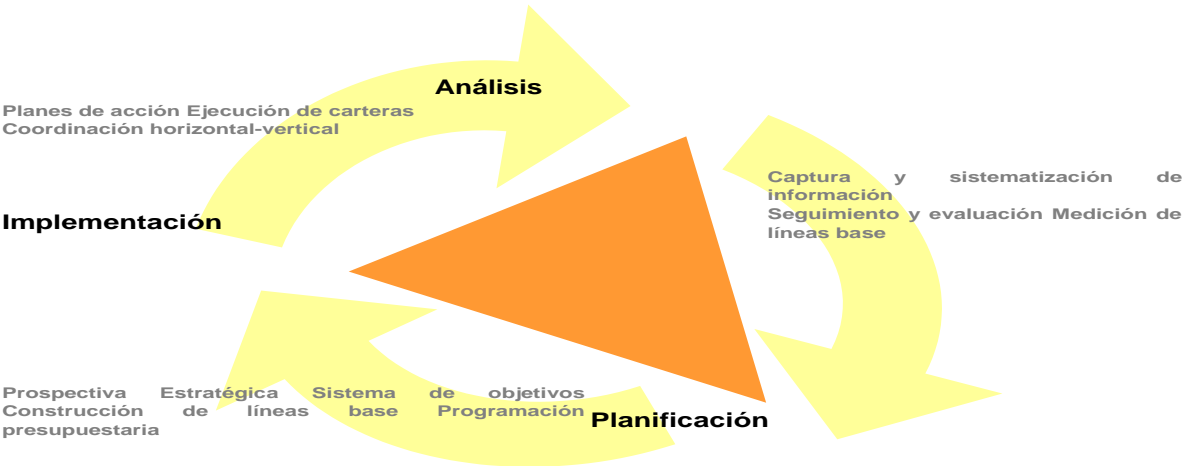 Análisis
Planes de acción Ejecución de carteras
Coordinación horizontal-vertical
Captura y sistematización de
información
Seguimiento y evaluación Medición de
líneas base
Implementación
Prospectiva Estratégica Sistema de objetivos
Construcción de líneas base Programación
presupuestaria
Planificación